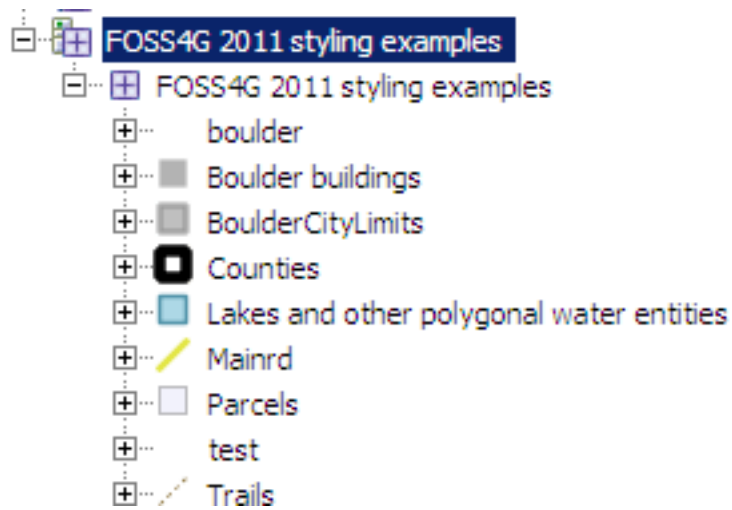 FOSS4G 2011 styling examples
FOSS4G 2011 styling examples
boulder
Boulder buildings
BoulderCityLimits
Counties
Lakes and other polygonal water entities
Mainrd
Parcels
test
Trails